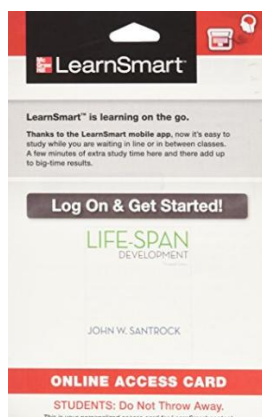 LearnSmart™
LearnSmart™ is learning on the go.
Thanks to the LearnSmart mobile app, now it's easy to
study while you are waiting in line or in between classes.
A few minutes of extra study time here and there add up
to big-time results.
Log On & Get Started!
LIFE-SPAN
DEVELOPMENT
JOHN W. SANTROCK
ONLINE ACCESS CARD
STUDENTS: Do Not Throw Away.